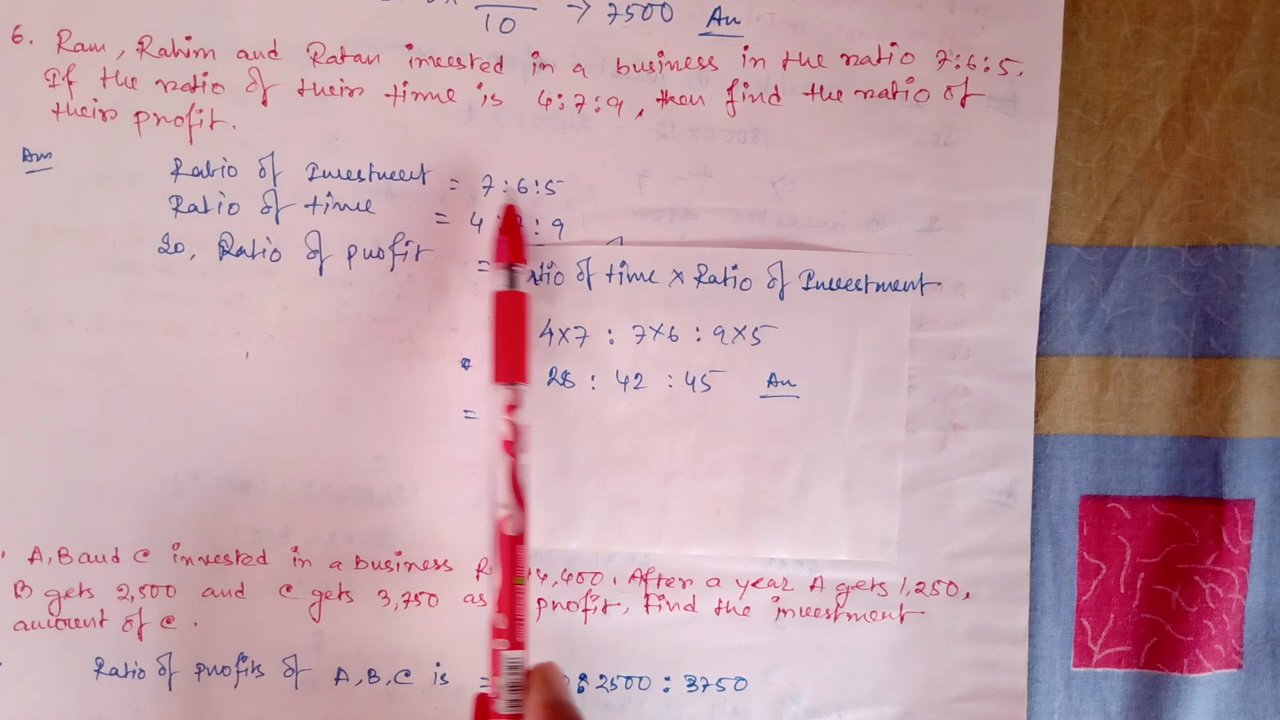 10 → 7500 Au
6. Ram, Rahim and Ratan invested in a business in the ratio 7:6:5.
If the ratio of their time is 4:7:9, then find the ratio of
their profit.
Ans
Ratio of Investment = 7:6:5
Ratio of time = 4 : : 9
So, Ratio of profit = tio of time × Ratio of Investment
4×7 : 7×6 : 9×5
28 : 42 : 45 Au
=
A, B and C invested in a business 14,400. After a year A gets 1,250,
B gets 2,500 and C gets 3,750 as profit, Find the investment
amount of C.
Ratio of profits of A, B, C is = : 2500 : 3750